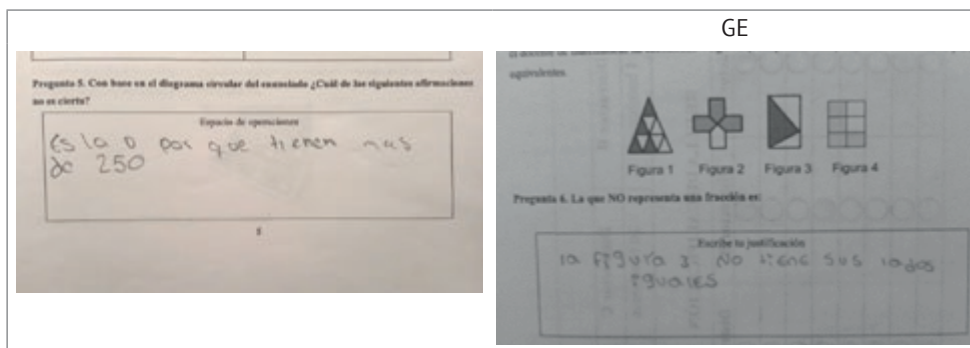 GE
Pregunta 5. Con base en el diagrama circular del enunciado ¿Cuál de las siguientes afirmaciones
no es cierta?
Espacio de operaciones
Es la D por que tienen mas
de 250
equivalentes.
Figura 1 Figura 2 Figura 3 Figura 4
Pregunta 6. La que NO representa una fracción es:
Escribe tu justificación
la Figura 3 No tiene sus lados
iguales